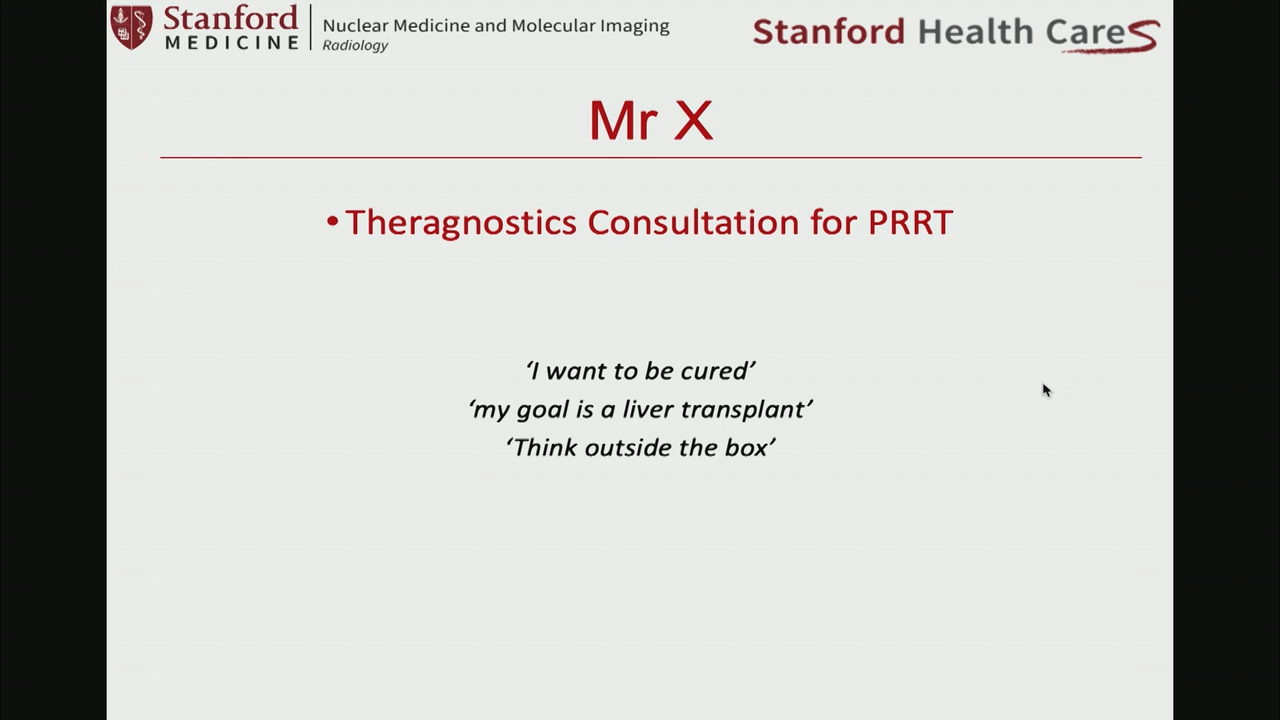 Stanford
MEDICINE
Nuclear Medicine and Molecular Imaging
Radiology
Stanford Health Care
Mr X
• Theragnostics Consultation for PRRT
‘I want to be cured’
‘my goal is a liver transplant’
‘Think outside the box’